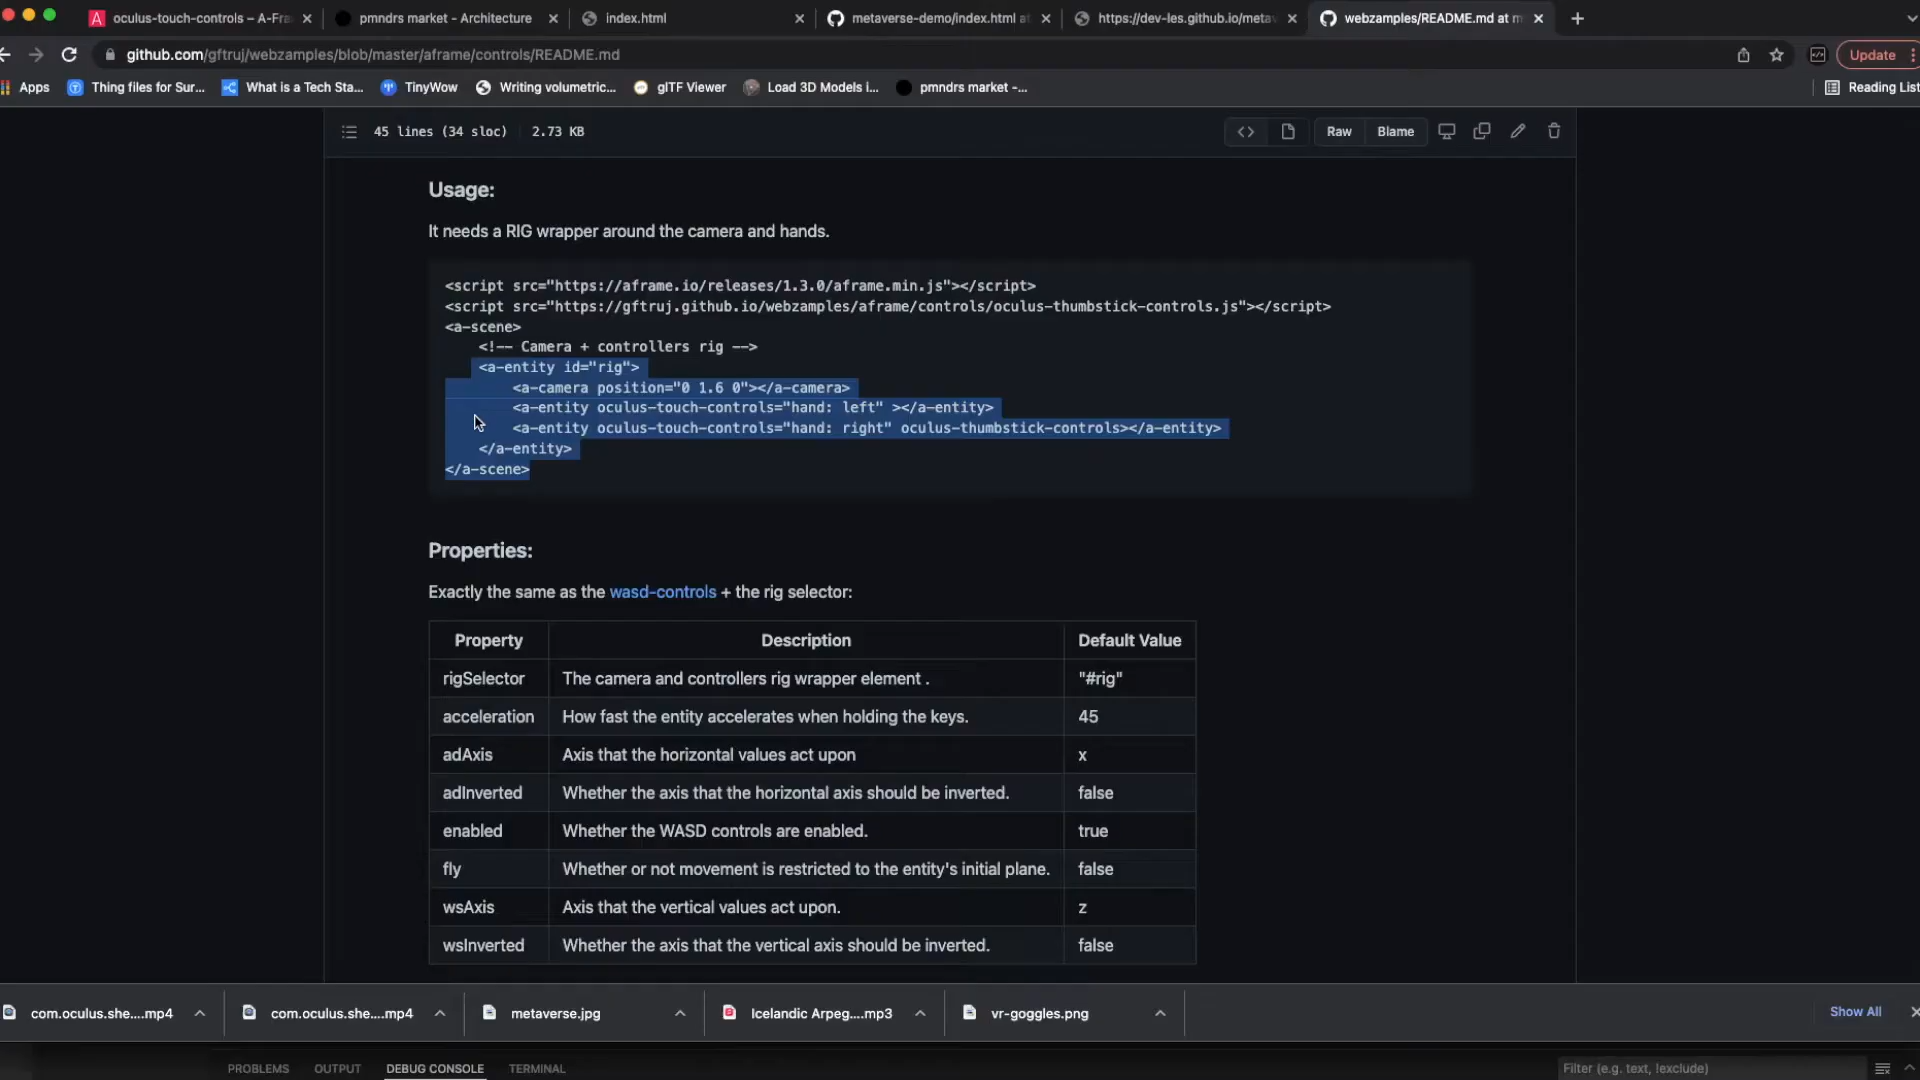 oculus-touch-controls – A-Fra
pmndrs market - Architecture
index.html
metaverse-demo/index.html at
https://dev-les.github.io/metav
webzamples/README.md at m
github.com/gftruj/webzamples/blob/master/aframe/controls/README.md
Update
Apps
Thing files for Sur...
What is a Tech Sta...
TinyWow
Writing volumetric...
glTF Viewer
Load 3D Models i...
pmndrs market -...
Reading List
45 lines (34 sloc)
2.73 KB
Raw
Blame
Usage:
It needs a RIG wrapper around the camera and hands.
<script src="https://aframe.io/releases/1.3.0/aframe.min.js"></script>
<script src="https://gftruj.github.io/webzamples/aframe/controls/oculus-thumbstick-controls.js"></script>
<a-scene>
<!-- Camera + controllers rig -->
<a-entity id="rig">
<a-camera position="0 1.6 0"></a-camera>
<a-entity oculus-touch-controls="hand: left" ></a-entity>
<a-entity oculus-touch-controls="hand: right" oculus-thumbstick-controls></a-entity>
</a-entity>
</a-scene>
Properties:
Exactly the same as the wasd-controls + the rig selector:
Property Description Default Value
rigSelector The camera and controllers rig wrapper element . "#rig"
acceleration How fast the entity accelerates when holding the keys. 45
adAxis Axis that the horizontal values act upon x
adInverted Whether the axis that the horizontal axis should be inverted. false
enabled Whether the WASD controls are enabled. true
fly Whether or not movement is restricted to the entity's initial plane. false
wsAxis Axis that the vertical values act upon. z
wsInverted Whether the axis that the vertical axis should be inverted. false
com.oculus.she....mp4
com.oculus.she....mp4
metaverse.jpg
Icelandic Arpeg....mp3
vr-goggles.png
Show All
PROBLEMS
OUTPUT
DEBUG CONSOLE
TERMINAL
Filter (e.g. text, !exclude)